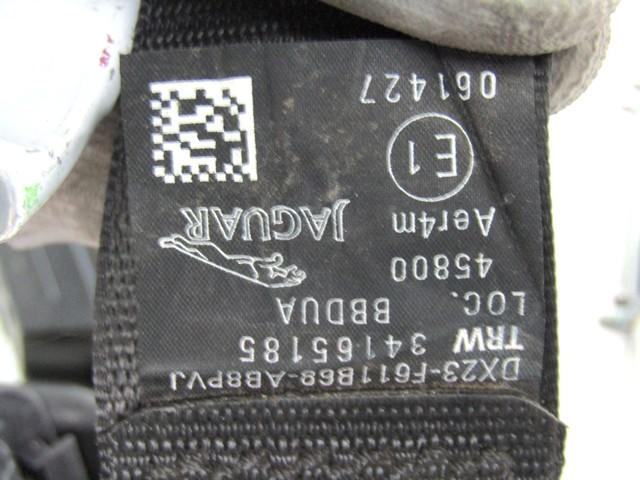 DX23-F611B68-AB8PVJ
TRW 34165185
LOC. BBDUA
45800
Aer4m JAGUAR
E1
061427